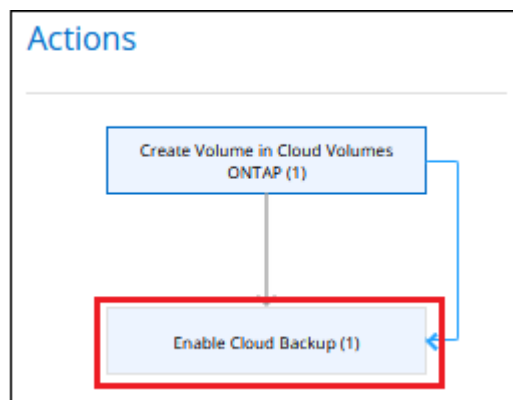 Actions
Create Volume in Cloud Volumes
ONTAP (1)
Enable Cloud Backup (1)